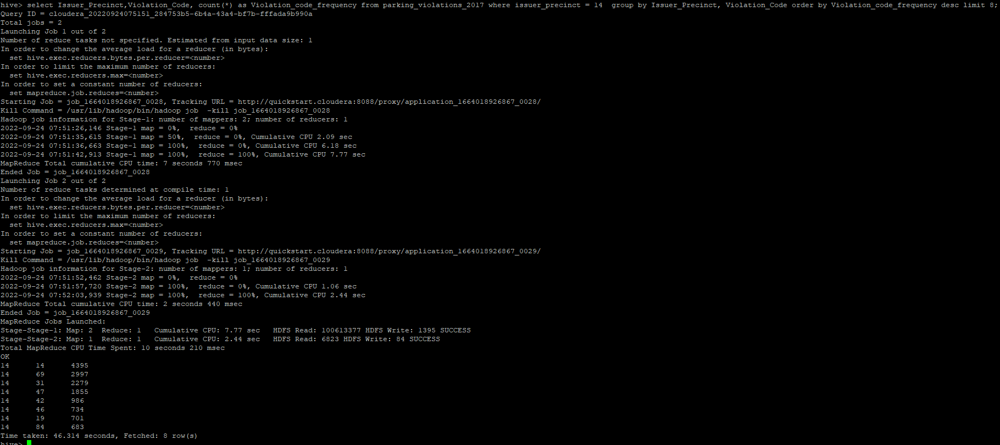 hive> select Issuer_Precinct,Violation_Code, count(*) as Violation_code_frequency from parking_violations_2017 where issuer_precinct = 14  group by Issuer_Precinct, Violation_Code order by Violation_code_frequency desc limit 8;
Query ID = cloudera_20220924075151_284753b5-6b4a-43a4-bf7b-fffada9b990a
Total jobs = 2
Launching Job 1 out of 2
Number of reduce tasks not specified. Estimated from input data size: 1
In order to change the average load for a reducer (in bytes):
  set hive.exec.reducers.bytes.per.reducer=<number>
In order to limit the maximum number of reducers:
  set hive.exec.reducers.max=<number>
In order to set a constant number of reducers:
  set mapreduce.job.reduces=<number>
Starting Job = job_1664018926867_0028, Tracking URL = http://quickstart.cloudera:8088/proxy/application_1664018926867_0028/
Kill Command = /usr/lib/hadoop/bin/hadoop job  -kill job_1664018926867_0028
Hadoop job information for Stage-1: number of mappers: 2; number of reducers: 1
2022-09-24 07:51:26,146 Stage-1 map = 0%,  reduce = 0%
2022-09-24 07:51:35,615 Stage-1 map = 50%,  reduce = 0%, Cumulative CPU 2.09 sec
2022-09-24 07:51:36,663 Stage-1 map = 100%,  reduce = 0%, Cumulative CPU 6.18 sec
2022-09-24 07:51:42,913 Stage-1 map = 100%,  reduce = 100%, Cumulative CPU 7.77 sec
MapReduce Total cumulative CPU time: 7 seconds 770 msec
Ended Job = job_1664018926867_0028
Launching Job 2 out of 2
Number of reduce tasks determined at compile time: 1
In order to change the average load for a reducer (in bytes):
  set hive.exec.reducers.bytes.per.reducer=<number>
In order to limit the maximum number of reducers:
  set hive.exec.reducers.max=<number>
In order to set a constant number of reducers:
  set mapreduce.job.reduces=<number>
Starting Job = job_1664018926867_0029, Tracking URL = http://quickstart.cloudera:8088/proxy/application_1664018926867_0029/
Kill Command = /usr/lib/hadoop/bin/hadoop job  -kill job_1664018926867_0029
Hadoop job information for Stage-2: number of mappers: 1; number of reducers: 1
2022-09-24 07:51:52,462 Stage-2 map = 0%,  reduce = 0%
2022-09-24 07:51:57,720 Stage-2 map = 100%,  reduce = 0%, Cumulative CPU 1.06 sec
2022-09-24 07:52:03,939 Stage-2 map = 100%,  reduce = 100%, Cumulative CPU 2.44 sec
MapReduce Total cumulative CPU time: 2 seconds 440 msec
Ended Job = job_1664018926867_0029
MapReduce Jobs Launched:
Stage-Stage-1: Map: 2  Reduce: 1   Cumulative CPU: 7.77 sec   HDFS Read: 100613377 HDFS Write: 1395 SUCCESS
Stage-Stage-2: Map: 1  Reduce: 1   Cumulative CPU: 2.44 sec   HDFS Read: 6823 HDFS Write: 84 SUCCESS
Total MapReduce CPU Time Spent: 10 seconds 210 msec
OK
14      14      4395
14      69      2997
14      31      2279
14      47      1855
14      42      986
14      46      734
14      19      701
14      84      683
Time taken: 46.314 seconds, Fetched: 8 row(s)
hive>